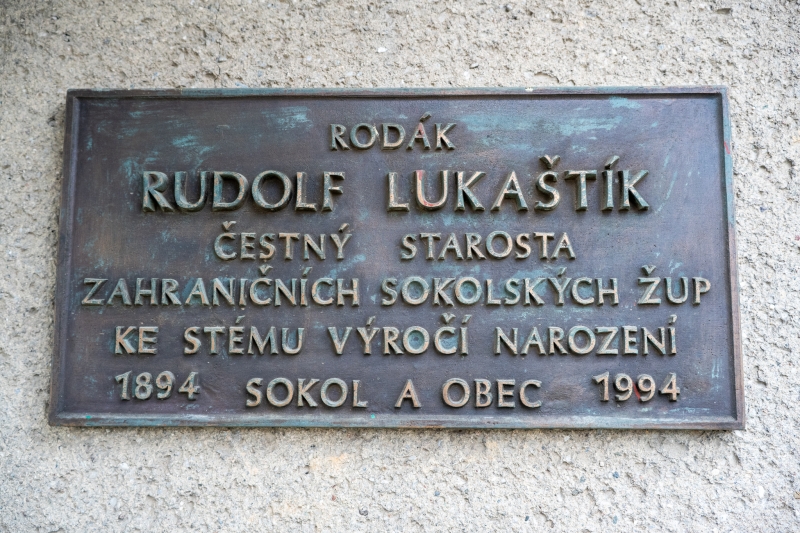 RODÁK
RUDOLF LUKAŠTÍK
ČESTNÝ STAROSTA
ZAHRANIČNÍCH SOKOLSKÝCH ŽUP
KE STÉMU VÝROČÍ NAROZENÍ
1894 SOKOL A OBEC 1994